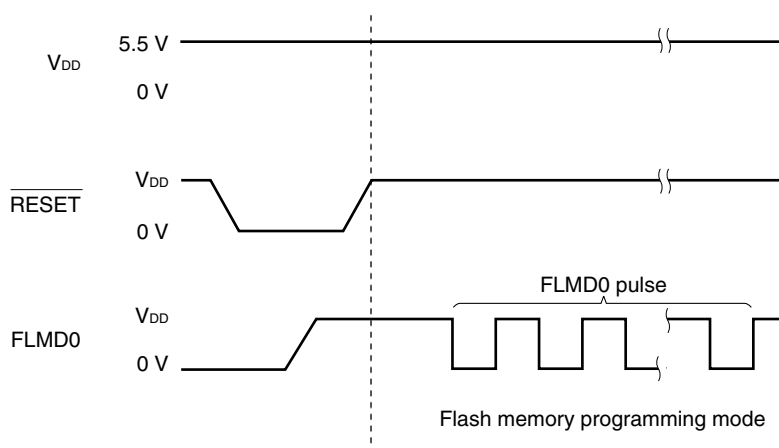 5.5 V
VDD
0 V
VDD
RESET
0 V
FLMD0 pulse
VDD
FLMD0
0 V
Flash memory programming mode